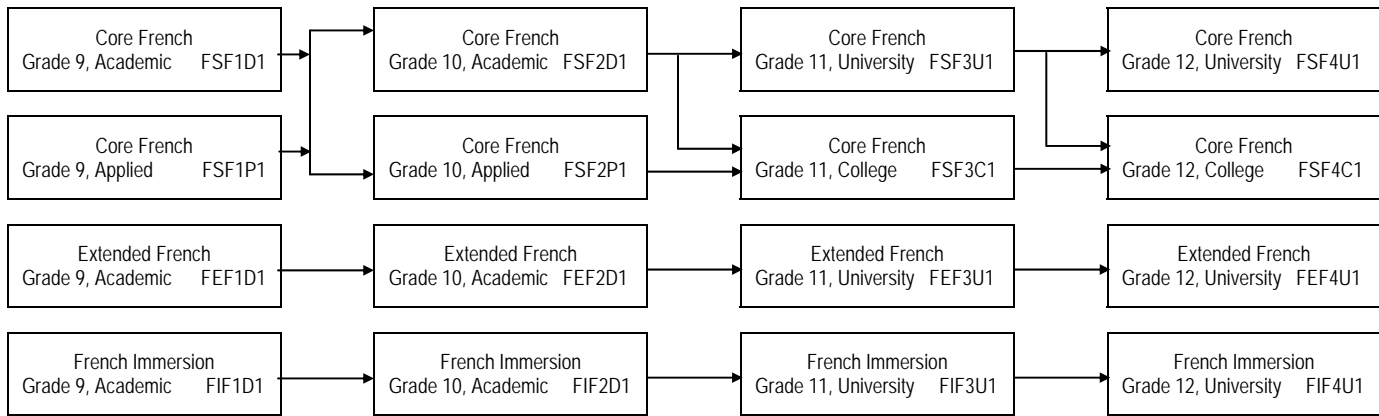 Core French
Grade 9, Academic FSF1D1
Core French
Grade 10, Academic FSF2D1
Core French
Grade 11, University FSF3U1
Core French
Grade 12, University FSF4U1
Core French
Grade 9, Applied FSF1P1
Core French
Grade 10, Applied FSF2P1
Core French
Grade 11, College FSF3C1
Core French
Grade 12, College FSF4C1
Extended French
Grade 9, Academic FEF1D1
Extended French
Grade 10, Academic FEF2D1
Extended French
Grade 11, University FEF3U1
Extended French
Grade 12, University FEF4U1
French Immersion
Grade 9, Academic FIF1D1
French Immersion
Grade 10, Academic FIF2D1
French Immersion
Grade 11, University FIF3U1
French Immersion
Grade 12, University FIF4U1